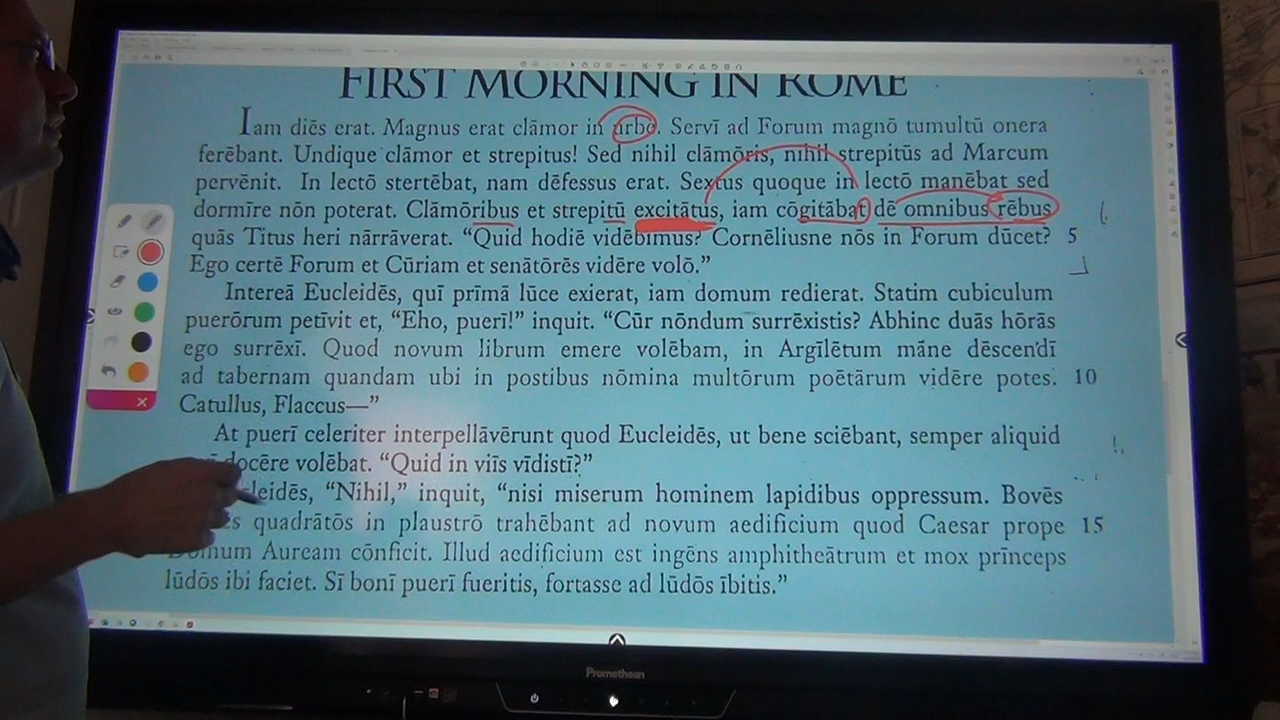 FIRST MORNING IN ROME
Iam diēs erat. Magnus erat clāmor in urbe. Servī ad Forum magnō tumultū onera
ferēbant. Undique clāmor et strepitus! Sed nihil clāmōris, nihil strepitūs ad Marcum
pervēnit. In lectō stertēbat, nam dēfessus erat. Sextus quoque in lectō manēbat sed
dormīre nōn poterat. Clāmōribus et strepitū excitātus, iam cōgitābat dē omnibus rēbus
quās Titus heri nārrāverat. “Quid hodiē vidēbimus? Cornēliusne nōs in Forum dūcet? 5
Ego certē Forum et Cūriam et senātōrēs vidēre volō.”
Intereā Eucleidēs, quī prīmā lūce exierat, iam domum redierat. Statim cubiculum
puerōrum petīvit et, “Eho, puerī!” inquit. “Cūr nōndum surrēxistis? Abhinc duās hōrās
ego surrēxī. Quod novum librum emere volēbam, in Argīlētum māne dēscendī
ad tabernam quandam ubi in postibus nōmina multōrum poētārum vidēre potes. 10
Catullus, Flaccus—”
At puerī celeriter interpellāvērunt quod Eucleidēs, ut bene sciēbant, semper aliquid
docēre volēbat. “Quid in viīs vīdistī?”
“Nihil,” inquit, “nisi miserum hominem lapidibus oppressum. Bovēs
quadrātōs in plaustrō trahēbant ad novum aedificium quod Caesar prope 15
Domum Auream cōnficit. Illud aedificium est ingēns amphitheātrum et mox prīnceps
lūdōs ibi faciet. Sī bonī puerī fueritis, fortasse ad lūdōs ībitis.”
Promethean